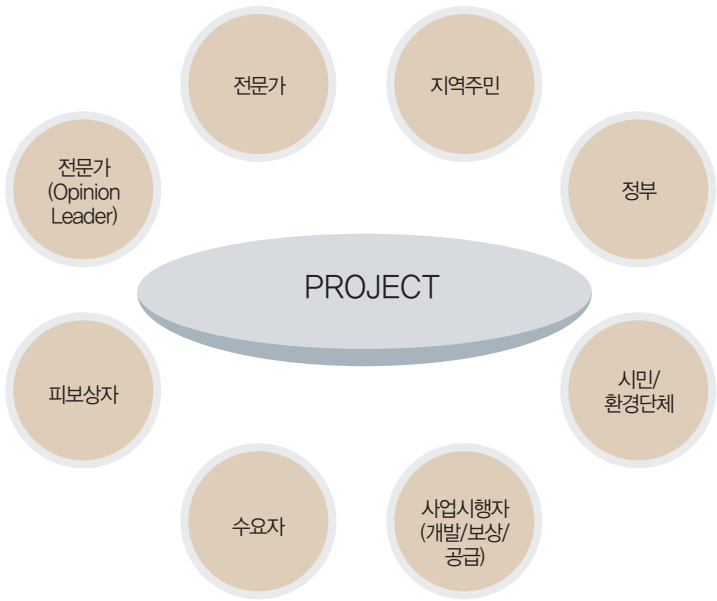 전문가
지역주민
전문가
(Opinion
Leader)
정부
PROJECT
피보상자
시민/
환경단체
수요자
사업시행자
(개발/보상/
공급)